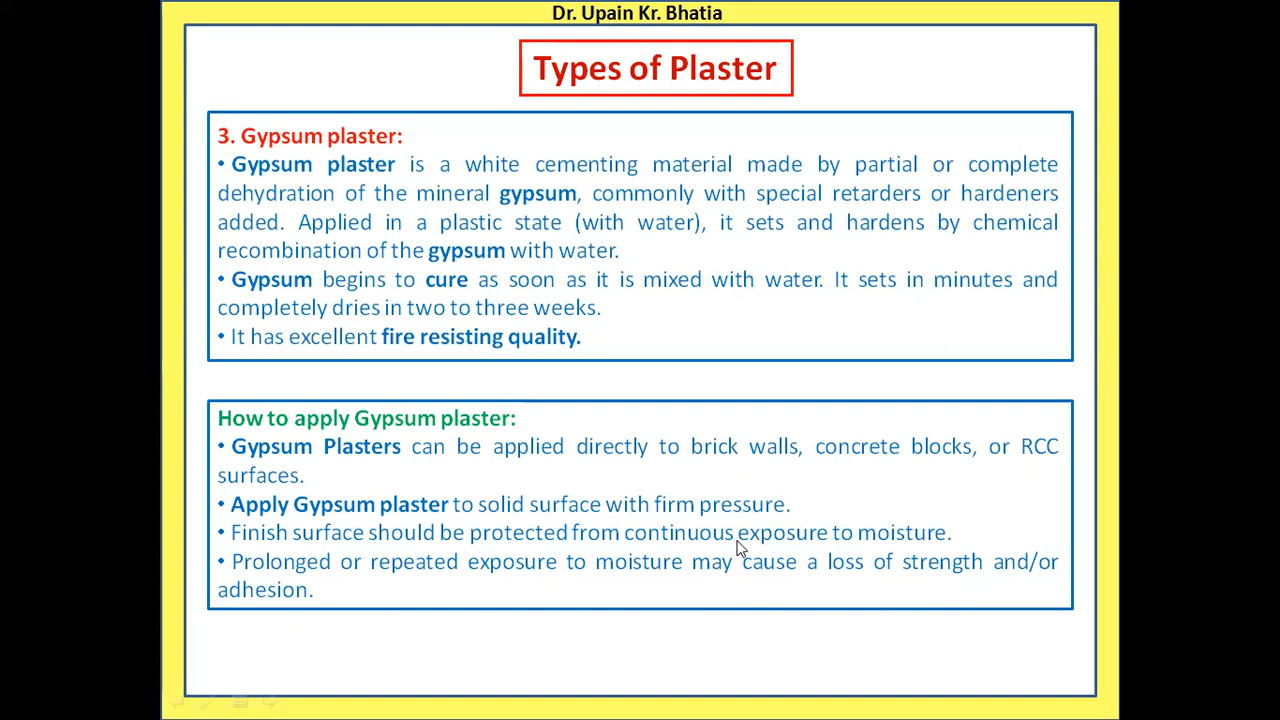 Dr. Upain Kr. Bhatia
Types of Plaster
3. Gypsum plaster:
• Gypsum plaster is a white cementing material made by partial or complete
dehydration of the mineral gypsum, commonly with special retarders or hardeners
added. Applied in a plastic state (with water), it sets and hardens by chemical
recombination of the gypsum with water.
• Gypsum begins to cure as soon as it is mixed with water. It sets in minutes and
completely dries in two to three weeks.
• It has excellent fire resisting quality.
How to apply Gypsum plaster:
• Gypsum Plasters can be applied directly to brick walls, concrete blocks, or RCC
surfaces.
• Apply Gypsum plaster to solid surface with firm pressure.
• Finish surface should be protected from continuous exposure to moisture.
• Prolonged or repeated exposure to moisture may cause a loss of strength and/or
adhesion.